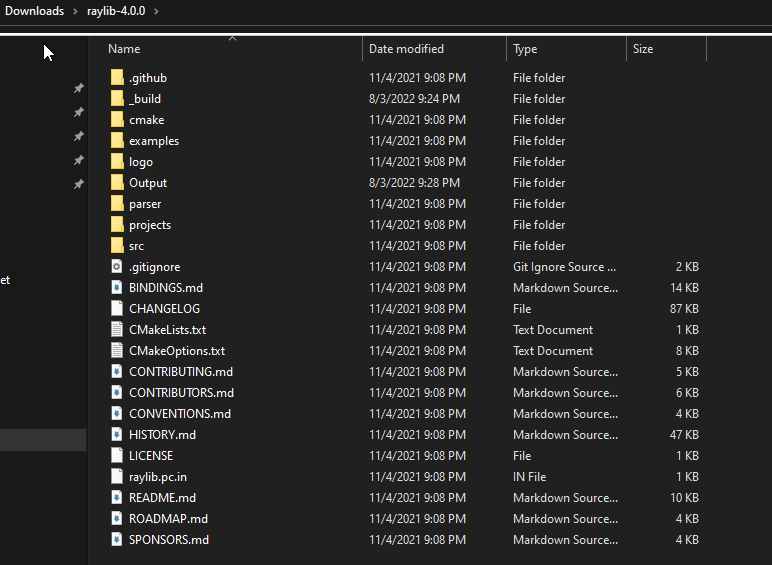 Downloads > raylib-4.0.0 >
Name Date modified Type Size
.github 11/4/2021 9:08 PM File folder
_build 8/3/2022 9:24 PM File folder
cmake 11/4/2021 9:08 PM File folder
examples 11/4/2021 9:08 PM File folder
logo 11/4/2021 9:08 PM File folder
Output 8/3/2022 9:28 PM File folder
parser 11/4/2021 9:08 PM File folder
projects 11/4/2021 9:08 PM File folder
src 11/4/2021 9:08 PM File folder
.gitignore 11/4/2021 9:08 PM Git Ignore Source ... 2 KB
et
BINDINGS.md 11/4/2021 9:08 PM Markdown Source... 14 KB
CHANGELOG 11/4/2021 9:08 PM File 87 KB
CMakeLists.txt 11/4/2021 9:08 PM Text Document 1 KB
CMakeOptions.txt 11/4/2021 9:08 PM Text Document 8 KB
CONTRIBUTING.md 11/4/2021 9:08 PM Markdown Source... 5 KB
CONTRIBUTORS.md 11/4/2021 9:08 PM Markdown Source... 6 KB
CONVENTIONS.md 11/4/2021 9:08 PM Markdown Source... 4 KB
HISTORY.md 11/4/2021 9:08 PM Markdown Source... 47 KB
LICENSE 11/4/2021 9:08 PM File 1 KB
raylib.pc.in 11/4/2021 9:08 PM IN File 1 KB
README.md 11/4/2021 9:08 PM Markdown Source... 10 KB
ROADMAP.md 11/4/2021 9:08 PM Markdown Source... 4 KB
SPONSORS.md 11/4/2021 9:08 PM Markdown Source... 4 KB